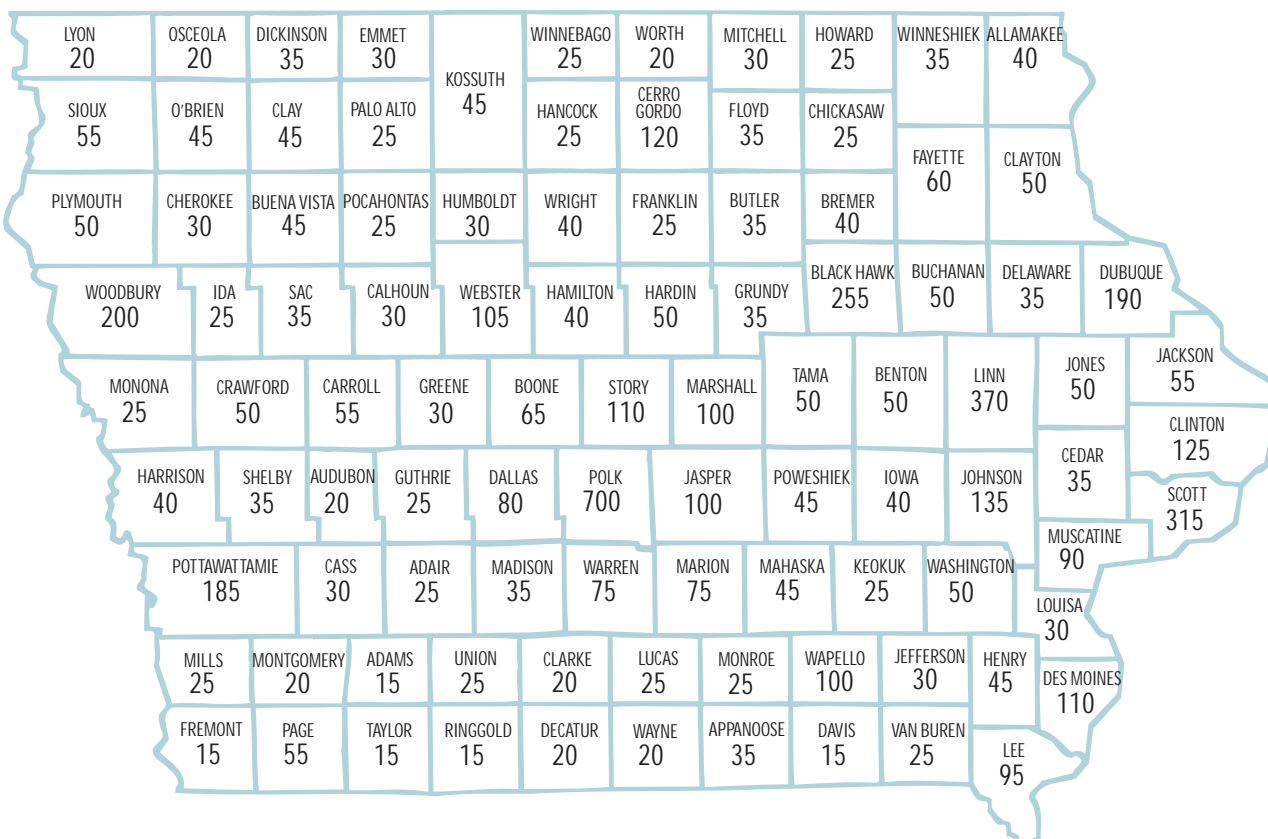 LYON
20
OSCEOLA
20
DICKINSON
35
EMMET
30
KOSSUTH
45
WINNEBAGO
25
WORTH
20
MITCHELL
30
HOWARD
25
WINNESHIEK
35
ALLAMAKEE
40
SIOUX
55
O'BRIEN
45
CLAY
45
PALO ALTO
25
HANCOCK
25
CERRO
GORDO
120
FLOYD
35
CHICKASAW
25
FAYETTE
60
CLAYTON
50
PLYMOUTH
50
CHEROKEE
30
BUENA VISTA
45
POCAHONTAS
25
HUMBOLDT
30
WRIGHT
40
FRANKLIN
25
BUTLER
35
BREMER
40
WOODBURY
200
IDA
25
SAC
35
CALHOUN
30
WEBSTER
105
HAMILTON
40
HARDIN
50
GRUNDY
35
BLACK HAWK
255
BUCHANAN
50
DELAWARE
35
DUBUQUE
190
MONONA
25
CRAWFORD
50
CARROLL
55
GREENE
30
BOONE
65
STORY
110
MARSHALL
100
TAMA
50
BENTON
50
LINN
370
JONES
50
JACKSON
55
CLINTON
125
HARRISON
40
SHELBY
35
AUDUBON
20
GUTHRIE
25
DALLAS
80
POLK
700
JASPER
100
POWESHIEK
45
IOWA
40
JOHNSON
135
CEDAR
35
SCOTT
315
MUSCATINE
90
POTTAWATTAMIE
185
CASS
30
ADAIR
25
MADISON
35
WARREN
75
MARION
75
MAHASKA
45
KEOKUK
25
WASHINGTON
50
LOUISA
30
MILLS
25
MONTGOMERY
20
ADAMS
15
UNION
25
CLARKE
20
LUCAS
25
MONROE
25
WAPELLO
100
JEFFERSON
30
HENRY
45
DES MOINES
110
FREMONT
15
PAGE
55
TAYLOR
15
RINGGOLD
15
DECATUR
20
WAYNE
20
APPANOOSE
35
DAVIS
15
VAN BUREN
25
LEE
95